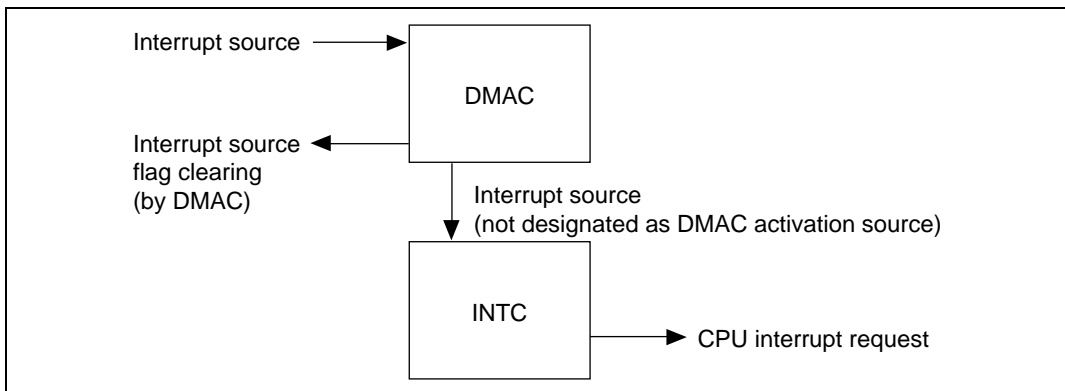 Interrupt source
DMAC
Interrupt source
flag clearing
(by DMAC)
Interrupt source
(not designated as DMAC activation source)
INTC
CPU interrupt request